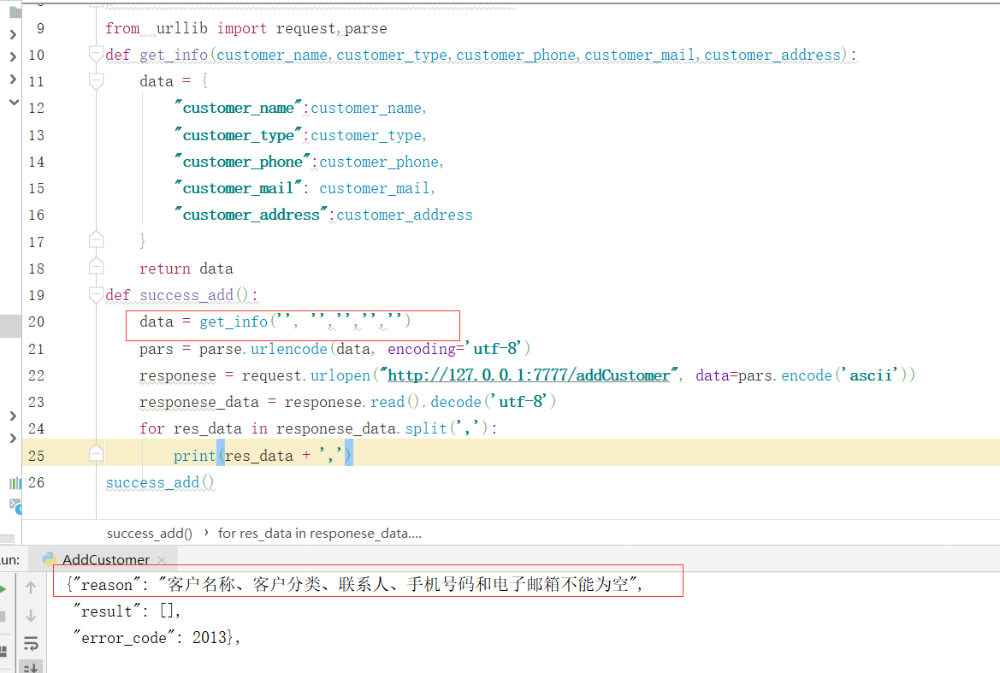 9 from urllib import request,parse
10 def get_info(customer_name,customer_type,customer_phone,customer_mail,customer_address):
11 data = {
12 "customer_name":customer_name,
13 "customer_type":customer_type,
14 "customer_phone":customer_phone,
15 "customer_mail": customer_mail,
16 "customer_address":customer_address
17 }
18 return data
19 def success_add():
20 data = get_info('', '','','','')
21 pars = parse.urlencode(data, encoding='utf-8')
22 responese = request.urlopen("http://127.0.0.1:7777/addCustomer", data=pars.encode('ascii'))
23 responese_data = responese.read().decode('utf-8')
24 for res_data in responese_data.split(','):
25 print(res_data + ',')
26 success_add()
success_add() › for res_data in responese_data....
un: AddCustomer ×
{"reason": "客户名称、客户分类、联系人、手机号码和电子邮箱不能为空",
"result": [],
"error_code": 2013},